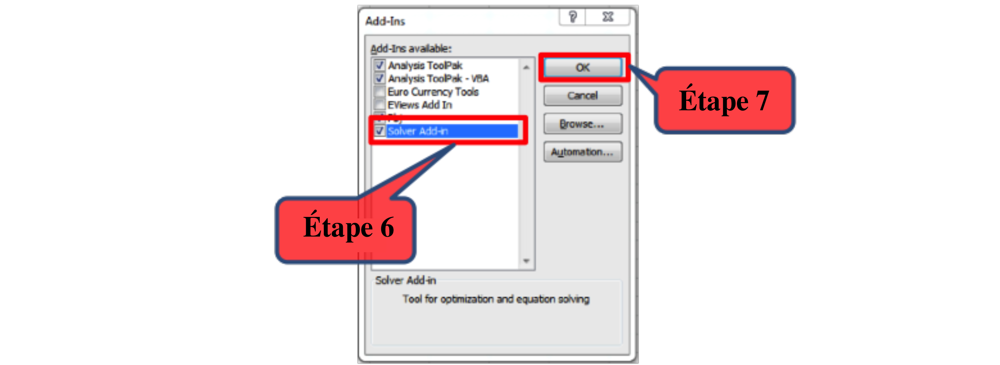 Add-Ins
Add-Ins available:
Analysis ToolPak
Analysis ToolPak - VBA
Euro Currency Tools
EViews Add In
Solver Add-in
OK
Cancel
Browse...
Automation...
Étape 7
Étape 6
Solver Add-in
Tool for optimization and equation solving